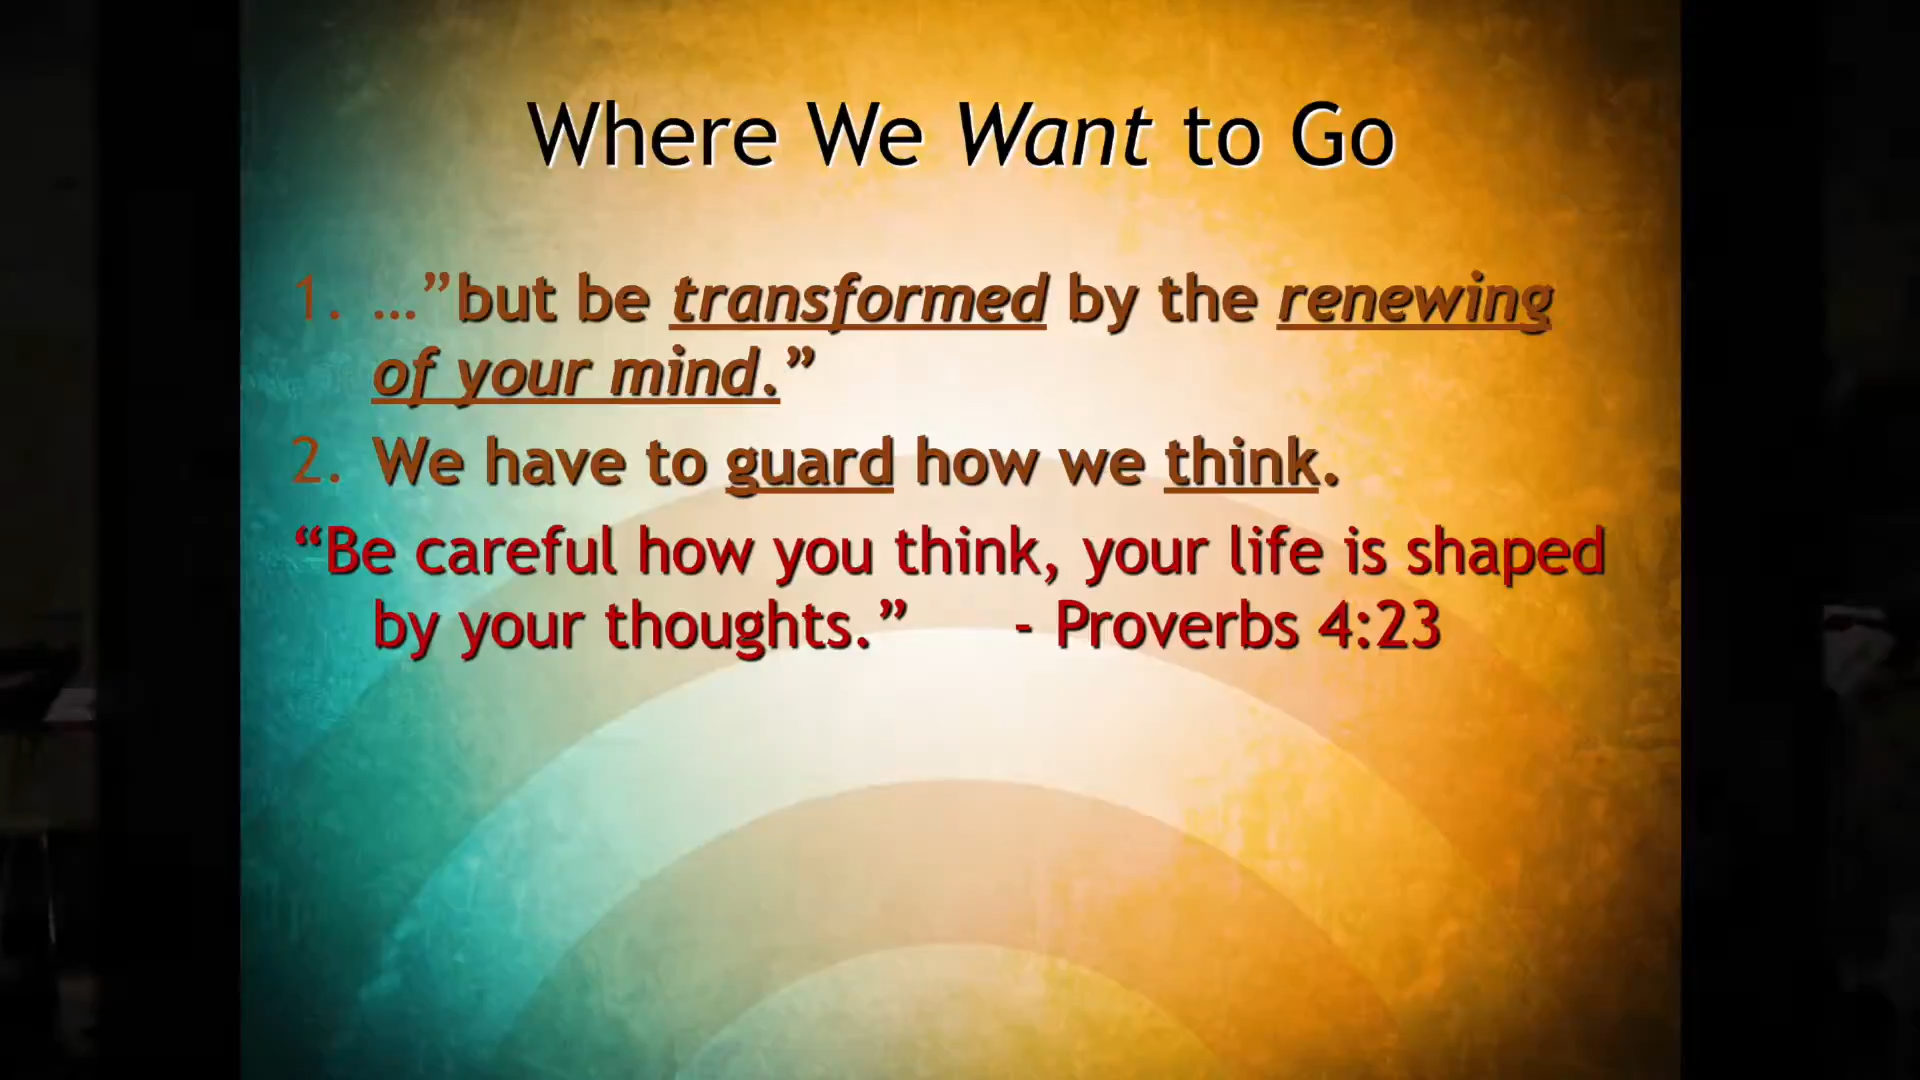 Where We Want to Go
1. ...”but be transformed by the renewing
of your mind.”
2. We have to guard how we think.
“Be careful how you think, your life is shaped
by your thoughts.” - Proverbs 4:23